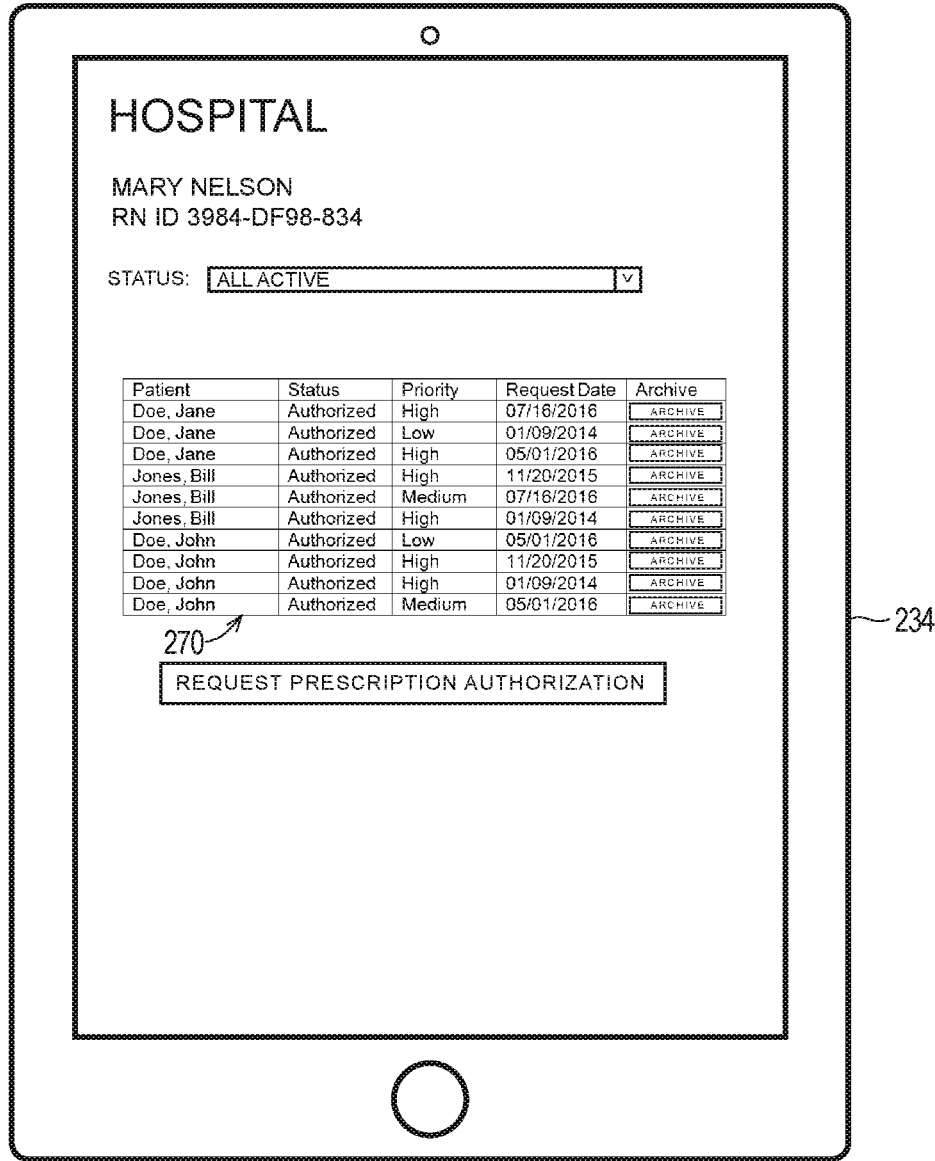 HOSPITAL
MARY NELSON
RN ID 3984-DF98-834
STATUS: ALL ACTIVE v
Patient Status Priority Request Date Archive
Doe, Jane Authorized High 07/16/2016 ARCHIVE
Doe, Jane Authorized Low 01/09/2014 ARCHIVE
Doe, Jane Authorized High 05/01/2016 ARCHIVE
Jones, Bill Authorized High 11/20/2015 ARCHIVE
Jones, Bill Authorized Medium 07/16/2016 ARCHIVE
Jones, Bill Authorized High 01/09/2014 ARCHIVE
Doe, John Authorized Low 05/01/2016 ARCHIVE
Doe, John Authorized High 11/20/2015 ARCHIVE
Doe, John Authorized High 01/09/2014 ARCHIVE
Doe, John Authorized Medium 05/01/2016 ARCHIVE
234
270
REQUEST PRESCRIPTION AUTHORIZATION